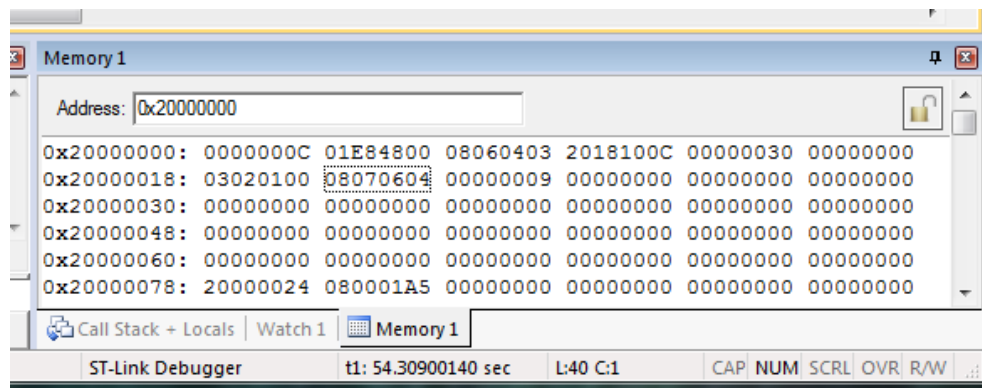 Memory 1
Address: 0x20000000
0x20000000: 0000000C 01E84800 08060403 2018100C 00000030 00000000
0x20000018: 03020100 08070604 00000009 00000000 00000000 00000000
0x20000030: 00000000 00000000 00000000 00000000 00000000 00000000
0x20000048: 00000000 00000000 00000000 00000000 00000000 00000000
0x20000060: 00000000 00000000 00000000 00000000 00000000 00000000
0x20000078: 20000024 080001A5 00000000 00000000 00000000 00000000
Call Stack + Locals Watch 1 Memory 1
ST-Link Debugger t1: 54.30900140 sec L:40 C:1 CAP NUM SCRL OVR R/W